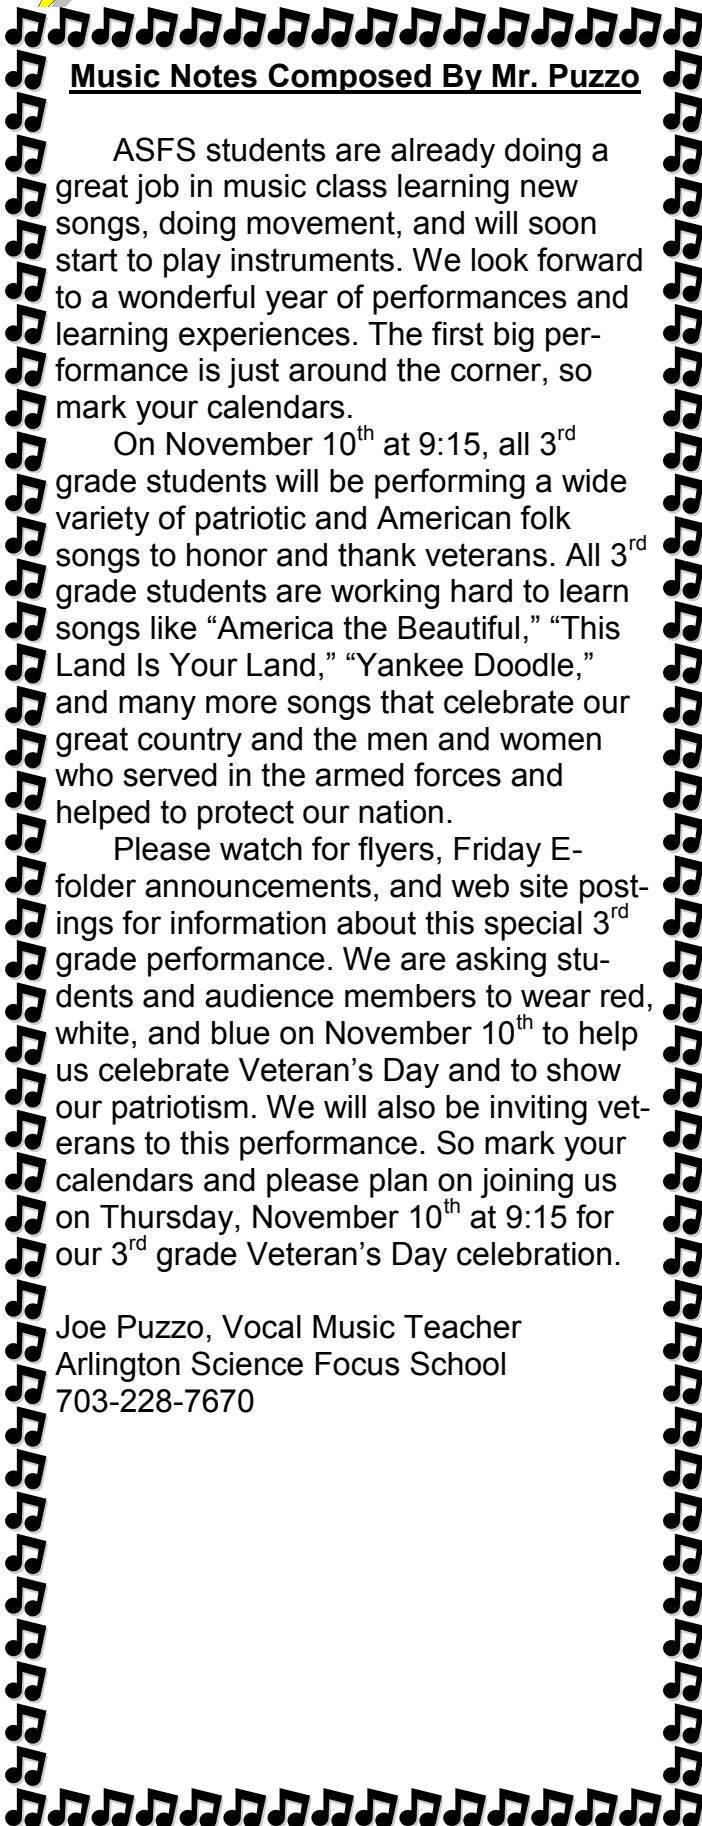 Music Notes Composed By Mr. Puzzo
ASFS students are already doing a
great job in music class learning new
songs, doing movement, and will soon
start to play instruments. We look forward
to a wonderful year of performances and
learning experiences. The first big per-
formance is just around the corner, so
mark your calendars.
On November 10th at 9:15, all 3rd
grade students will be performing a wide
variety of patriotic and American folk
songs to honor and thank veterans. All 3rd
grade students are working hard to learn
songs like “America the Beautiful,” “This
Land Is Your Land,” “Yankee Doodle,”
and many more songs that celebrate our
great country and the men and women
who served in the armed forces and
helped to protect our nation.
Please watch for flyers, Friday E-
folder announcements, and web site post-
ings for information about this special 3rd
grade performance. We are asking stu-
dents and audience members to wear red,
white, and blue on November 10th to help
us celebrate Veteran’s Day and to show
our patriotism. We will also be inviting vet-
erans to this performance. So mark your
calendars and please plan on joining us
on Thursday, November 10th at 9:15 for
our 3rd grade Veteran’s Day celebration.
Joe Puzzo, Vocal Music Teacher
Arlington Science Focus School
703-228-7670